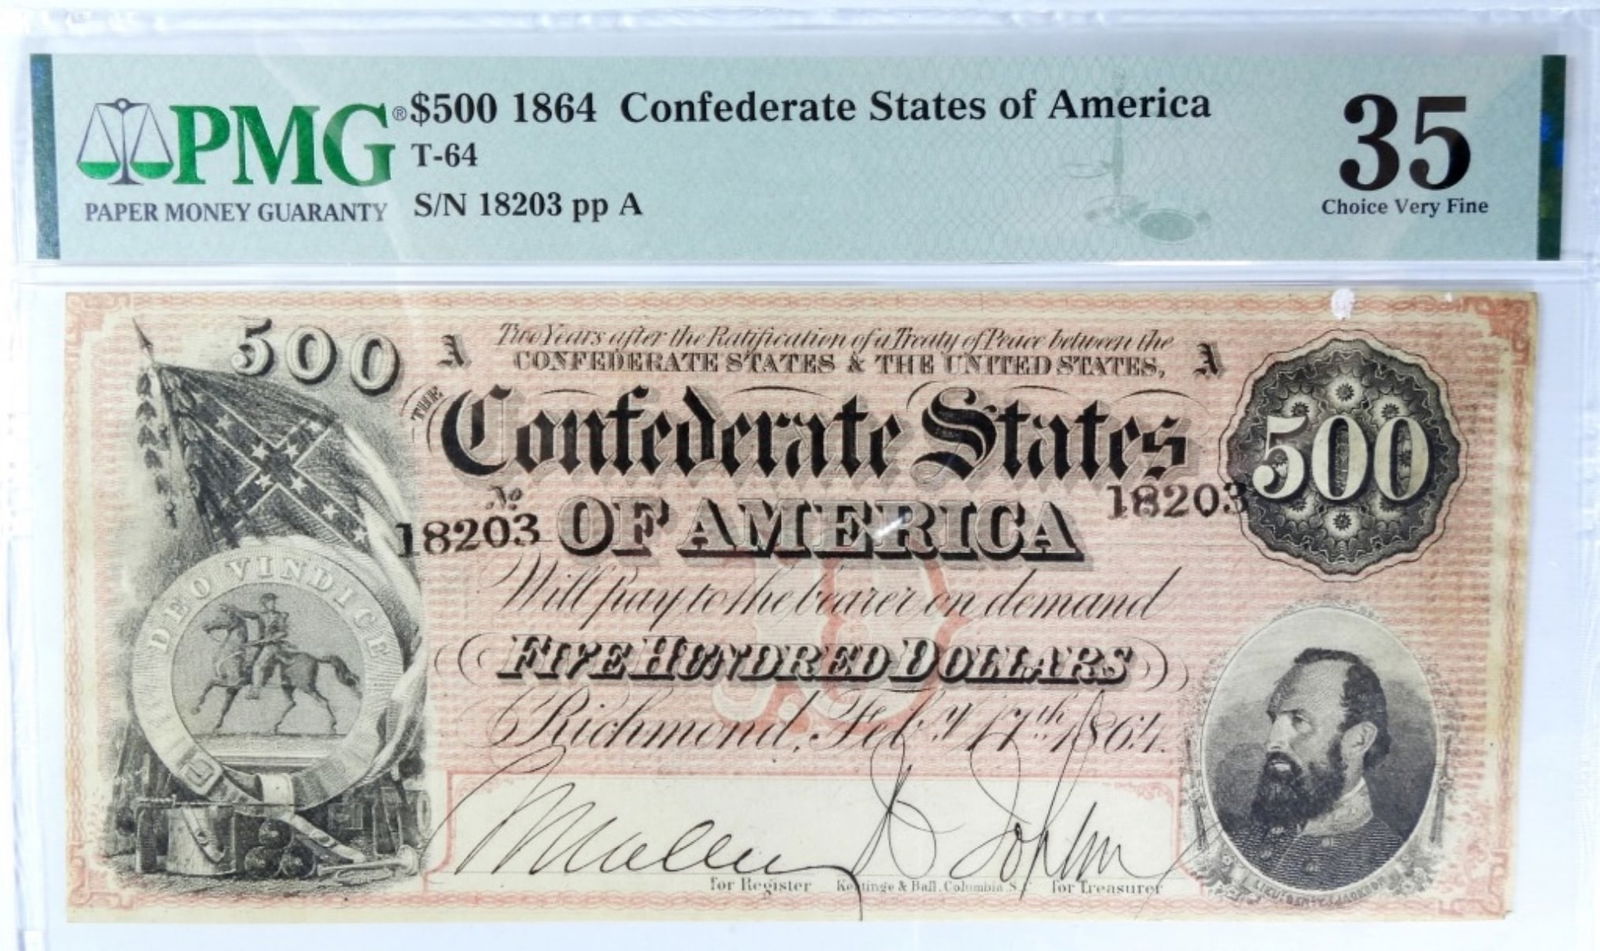 PMG® $500 1864 Confederate States of America
T-64
PAPER MONEY GUARANTY
S/N 18203 pp A
35
Choice Very Fine
500
A
Two Years after the Ratification of a Treaty of Peace between the
CONFEDERATE STATES & THE UNITED STATES,
A
THE Confederate States
500
No 18203
OF AMERICA
18203
DEO VINDICE
Will pay to the bearer on demand
FIVE HUNDRED DOLLARS
Richmond, Feby 17th 1864.
for Register
Keatinge & Ball, Columbia S.
for Treasurer
LIEUT. GEN. T. J. JACKSON